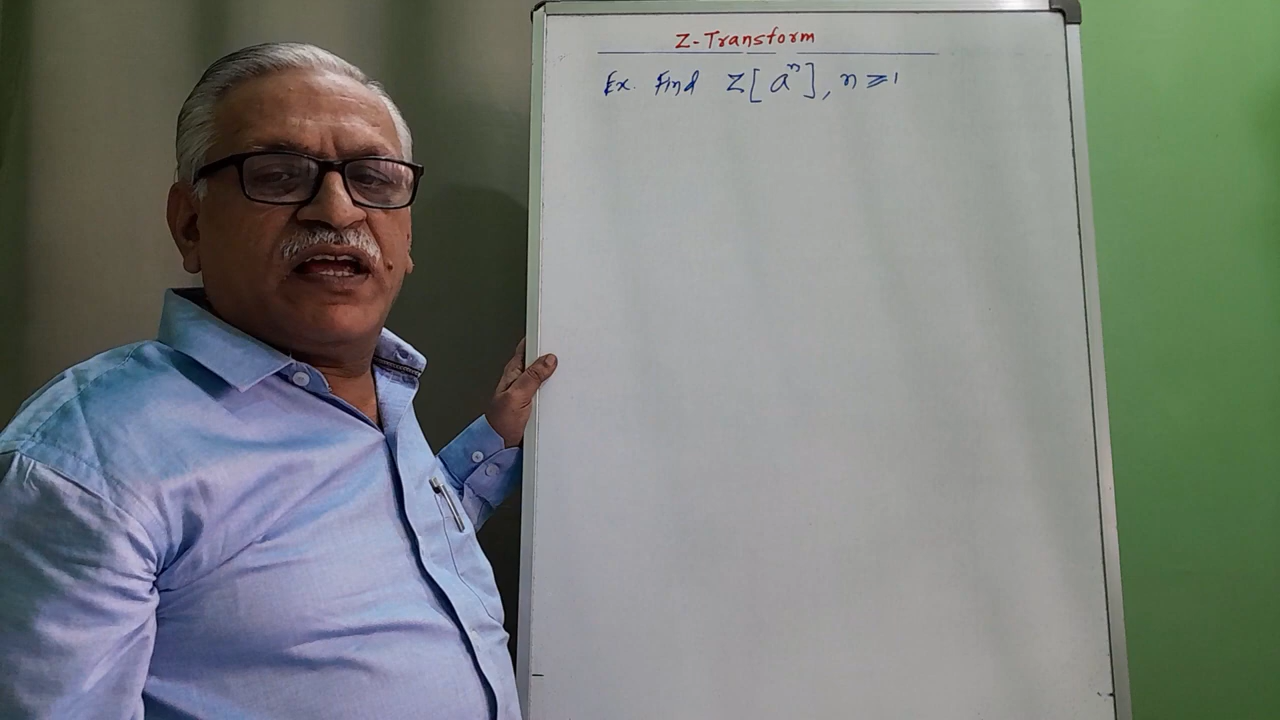 Z-Transform
Ex. Find Z[aⁿ], n ≥ 1